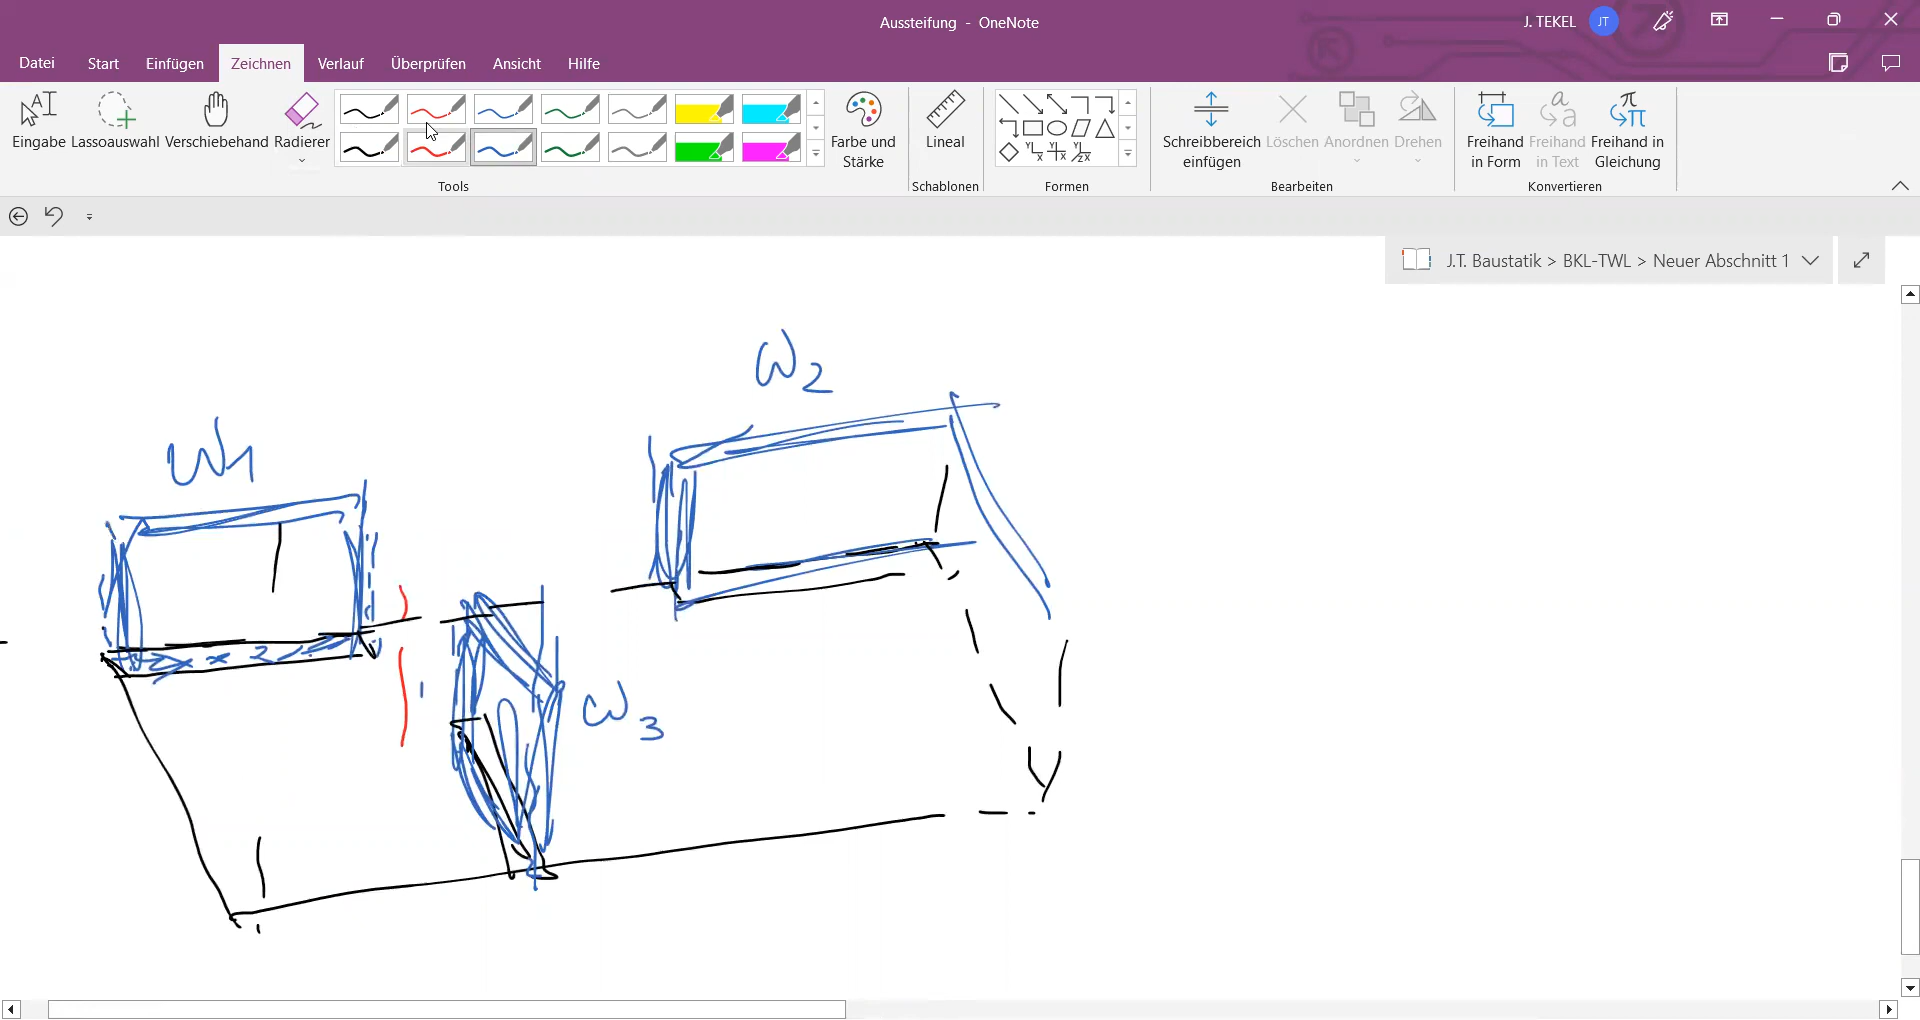 Aussteifung - OneNote
J. TEKEL
JT
Datei Start Einfügen Zeichnen Verlauf Überprüfen Ansicht Hilfe
Eingabe Lassoauswahl Verschiebehand Radierer
Farbe und Stärke
Lineal
Schreibbereich einfügen
Löschen Anordnen Drehen
Freihand in Form
Freihand in Text
Freihand in Gleichung
Tools Schablonen Formen Bearbeiten Konvertieren
J.T. Baustatik > BKL-TWL > Neuer Abschnitt 1
W2
W1
W3